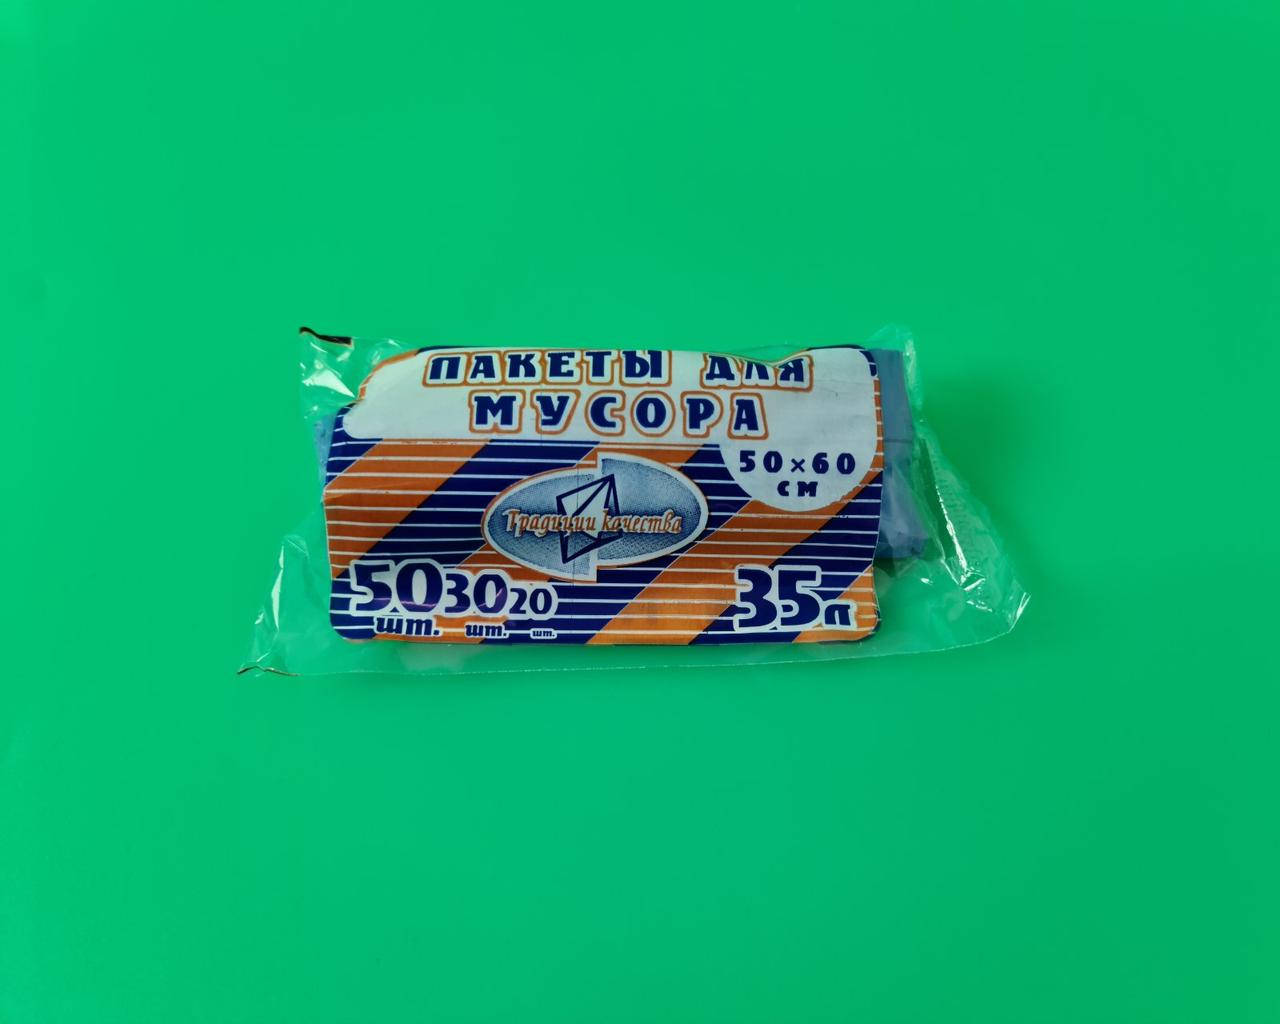 ПАКЕТЫ ДЛЯ
МУСОРА
50×60
см
Традиции качества
50 30 20
шт. шт. шт.
35л